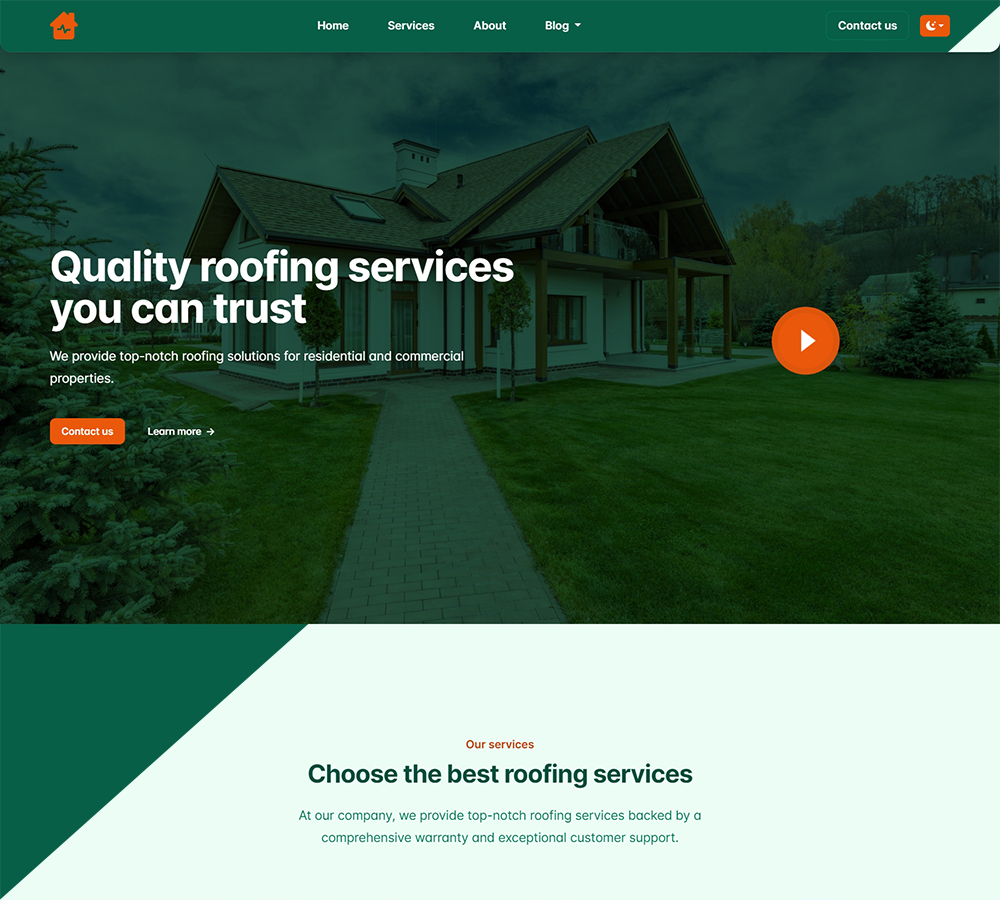 Home
Services
About
Blog
Contact us
Quality roofing services
you can trust
We provide top-notch roofing solutions for residential and commercial
properties.
Contact us
Learn more →
Our services
Choose the best roofing services
At our company, we provide top-notch roofing services backed by a
comprehensive warranty and exceptional customer support.